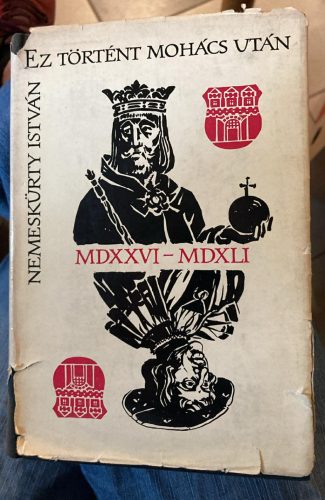 EZ TÖRTÉNT MOHÁCS UTÁN
NEMESKÜRTY ISTVÁN
MDXXVI – MDXLI